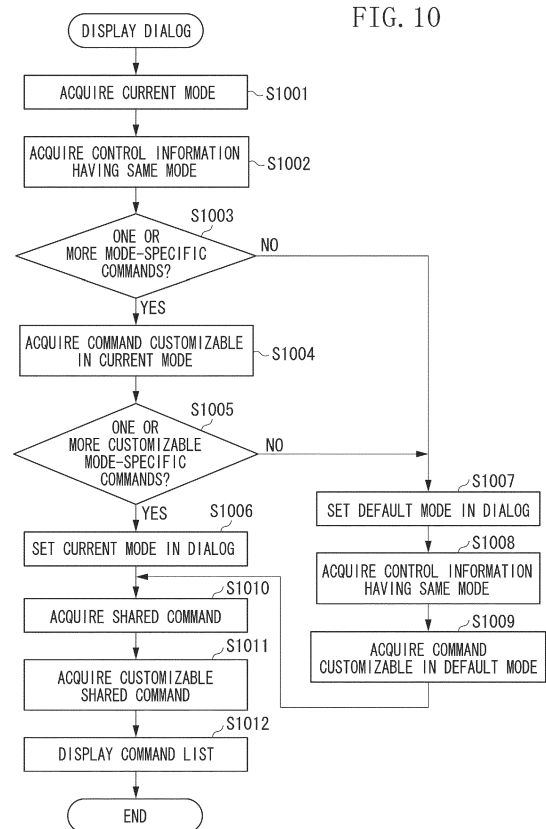 FIG. 10
DISPLAY DIALOG
ACQUIRE CURRENT MODE
S1001
ACQUIRE CONTROL INFORMATION
HAVING SAME MODE
S1002
S1003
ONE OR
MORE MODE-SPECIFIC
COMMANDS?
NO
YES
ACQUIRE COMMAND CUSTOMIZABLE
IN CURRENT MODE
S1004
S1005
ONE OR
MORE CUSTOMIZABLE
MODE-SPECIFIC
COMMANDS?
NO
YES
S1006
SET CURRENT MODE IN DIALOG
S1007
SET DEFAULT MODE IN DIALOG
S1008
ACQUIRE CONTROL INFORMATION
HAVING SAME MODE
S1009
ACQUIRE COMMAND
CUSTOMIZABLE IN DEFAULT MODE
S1010
ACQUIRE SHARED COMMAND
S1011
ACQUIRE CUSTOMIZABLE
SHARED COMMAND
S1012
DISPLAY COMMAND LIST
END